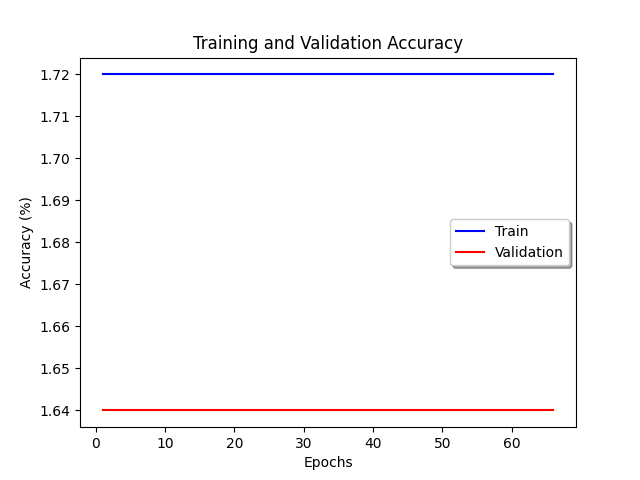 Training and Validation Accuracy
1.72
1.71
1.70
1.69
1.68
1.67
1.66
1.65
1.64
Accuracy (%)
Train
Validation
0 10 20 30 40 50 60
Epochs